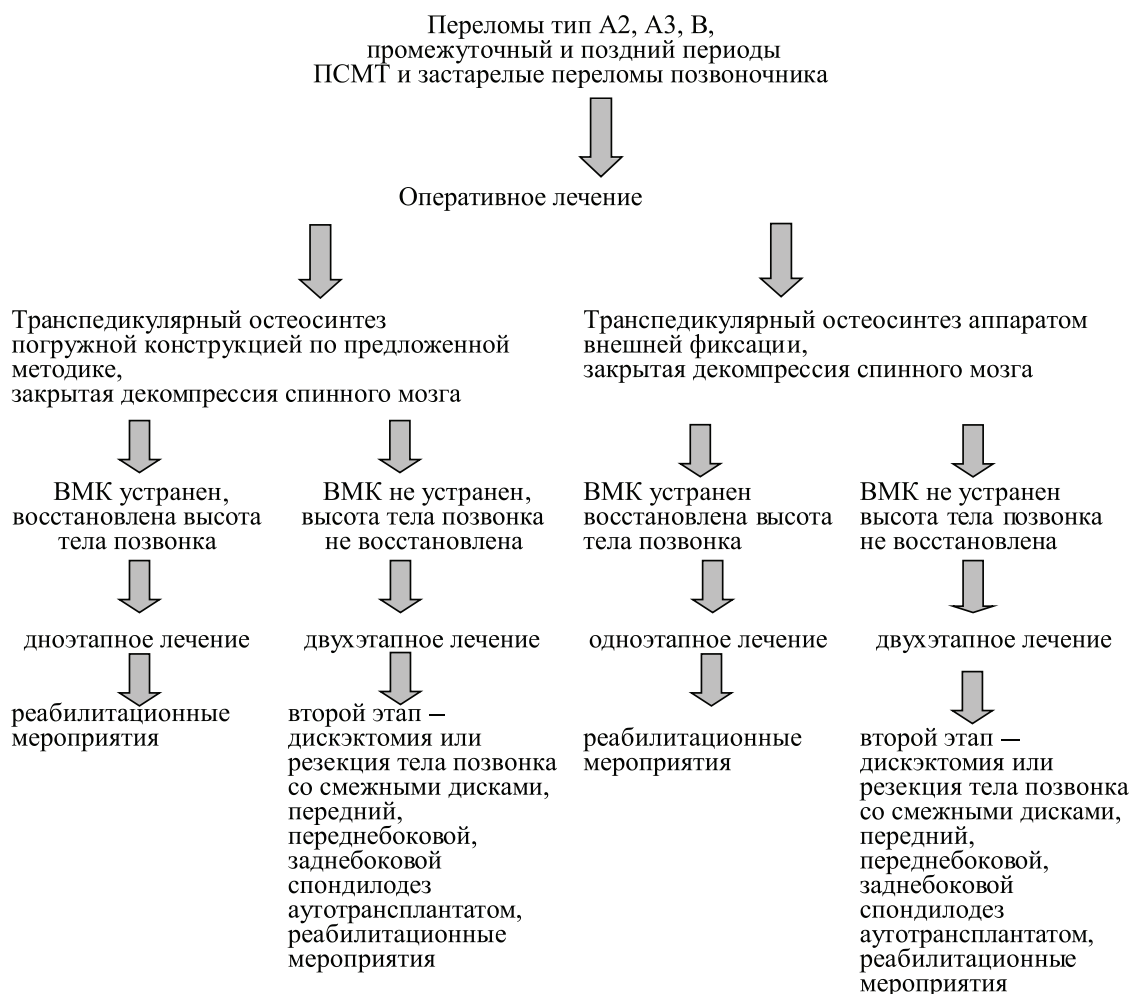 Переломы тип А2, А3, В,
промежуточный и поздний периоды
ПСМТ и застарелые переломы позвоночника
Оперативное лечение
Транспедикулярный остеосинтез
погружной конструкцией по предложенной
методике,
закрытая декомпрессия спинного мозга
Транспедикулярный остеосинтез аппаратом
внешней фиксации,
закрытая декомпрессия спинного мозга
ВМК устранен,
восстановлена высота
тела позвонка
ВМК не устранен,
высота тела позвонка
не восстановлена
ВМК устранен
восстановлена высота
тела позвонка
ВМК не устранен
высота тела позвонка
не восстановлена
дноэтапное лечение
двухэтапное лечение
одноэтапное лечение
двухэтапное лечение
реабилитационные
мероприятия
второй этап –
дискэктомия или
резекция тела позвонка
со смежными дисками,
передний,
переднебоковой,
заднебоковой
спондилодез
аутотрансплантатом,
реабилитационные
мероприятия
реабилитационные
мероприятия
второй этап —
дискэктомия или
резекция тела позвонка
со смежными дисками,
передний,
переднебоковой,
заднебоковой
спондилодез
аутотрансплантатом,
реабилитационные
мероприятия